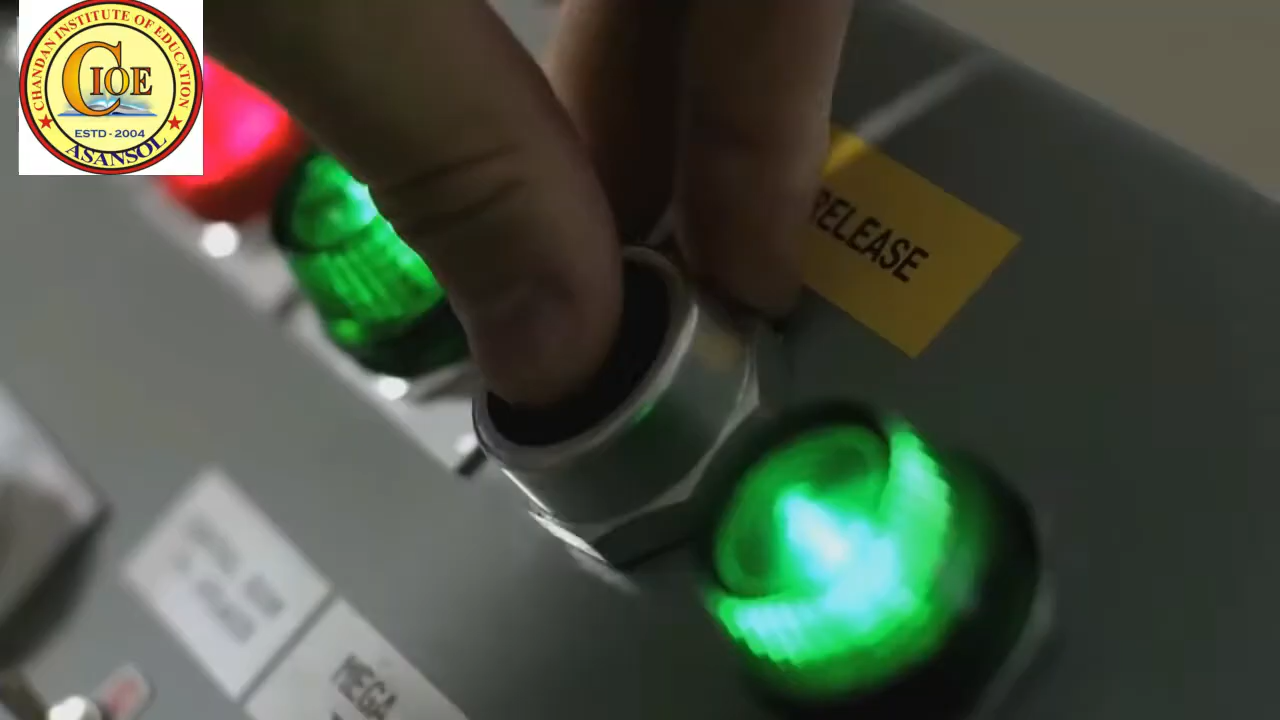 CHANDAN INSTITUTE OF EDUCATION
CIOE
ESTD - 2004
ASANSOL
RELEASE
MEGA